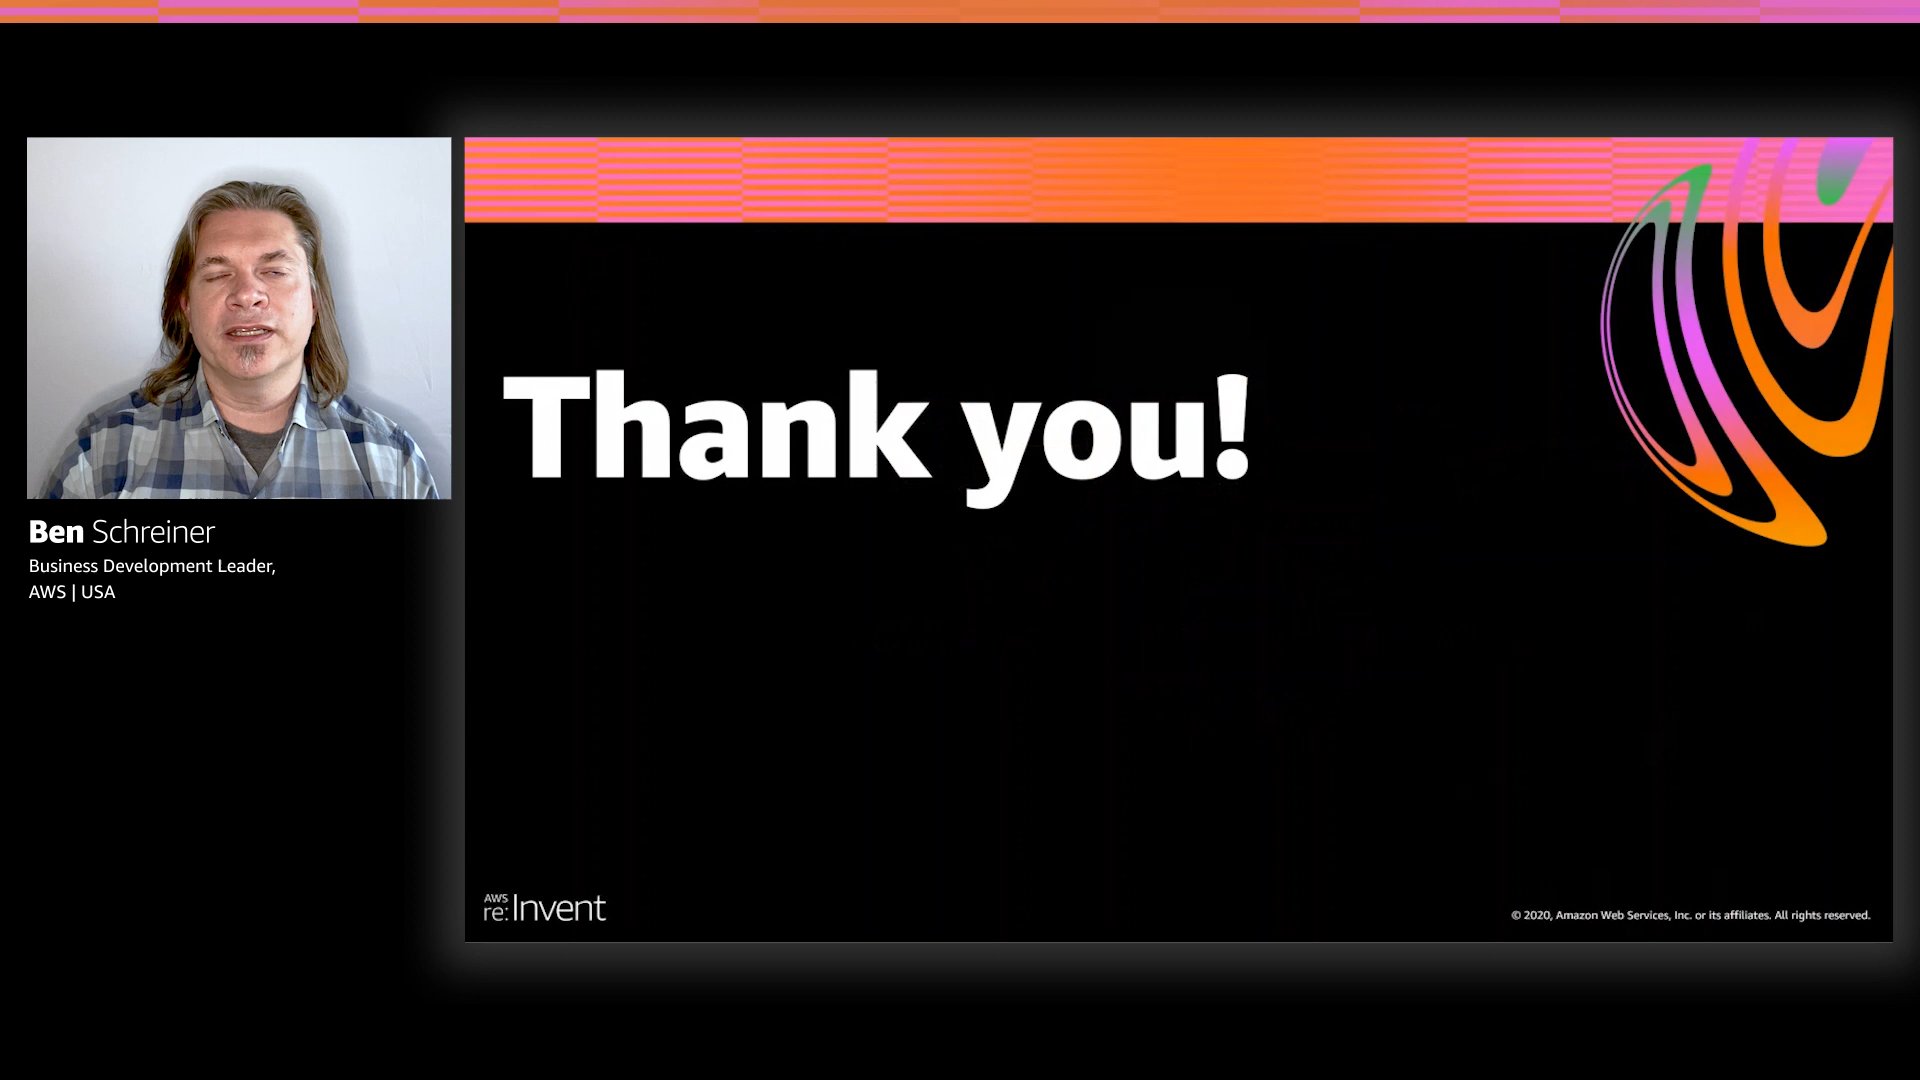 Thank you!
Ben Schreiner
Business Development Leader,
AWS | USA
AWS
re:Invent
© 2020, Amazon Web Services, Inc. or its affiliates. All rights reserved.